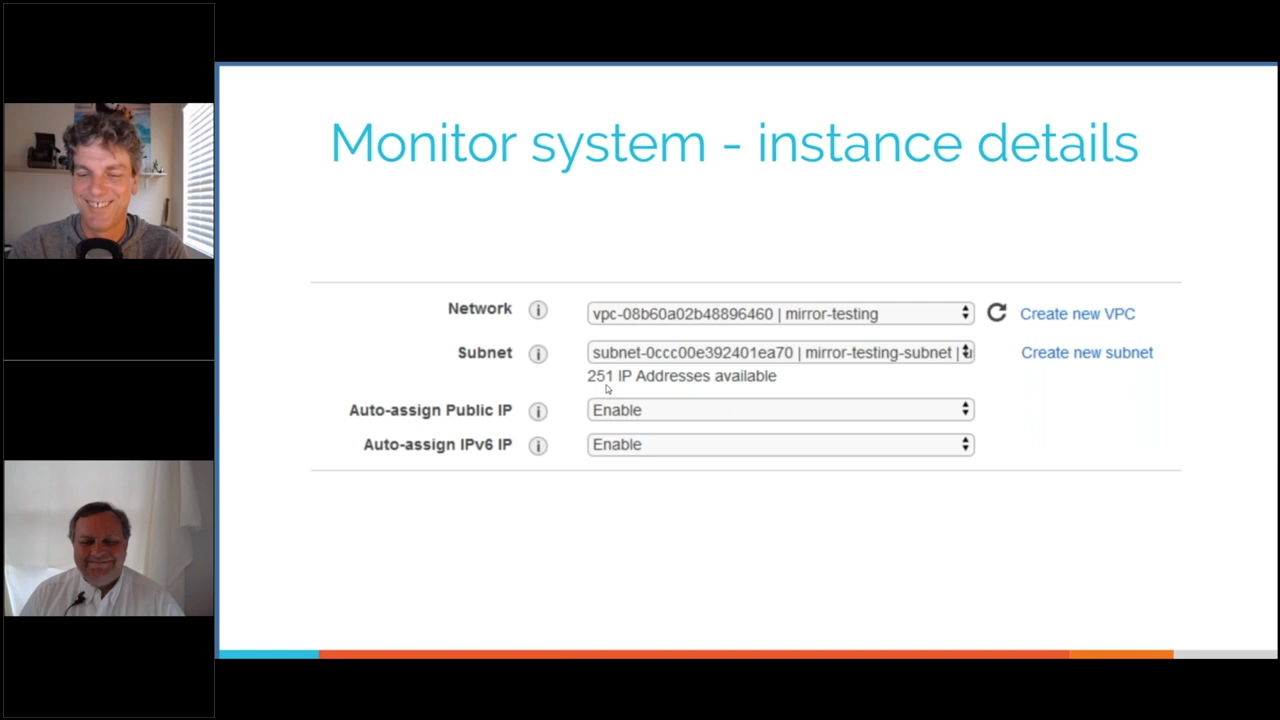 Monitor system - instance details
Network vpc-08b60a02b48896460 | mirror-testing Create new VPC
Subnet subnet-0ccc00e392401ea70 | mirror-testing-subnet | Create new subnet
251 IP Addresses available
Auto-assign Public IP Enable
Auto-assign IPv6 IP Enable